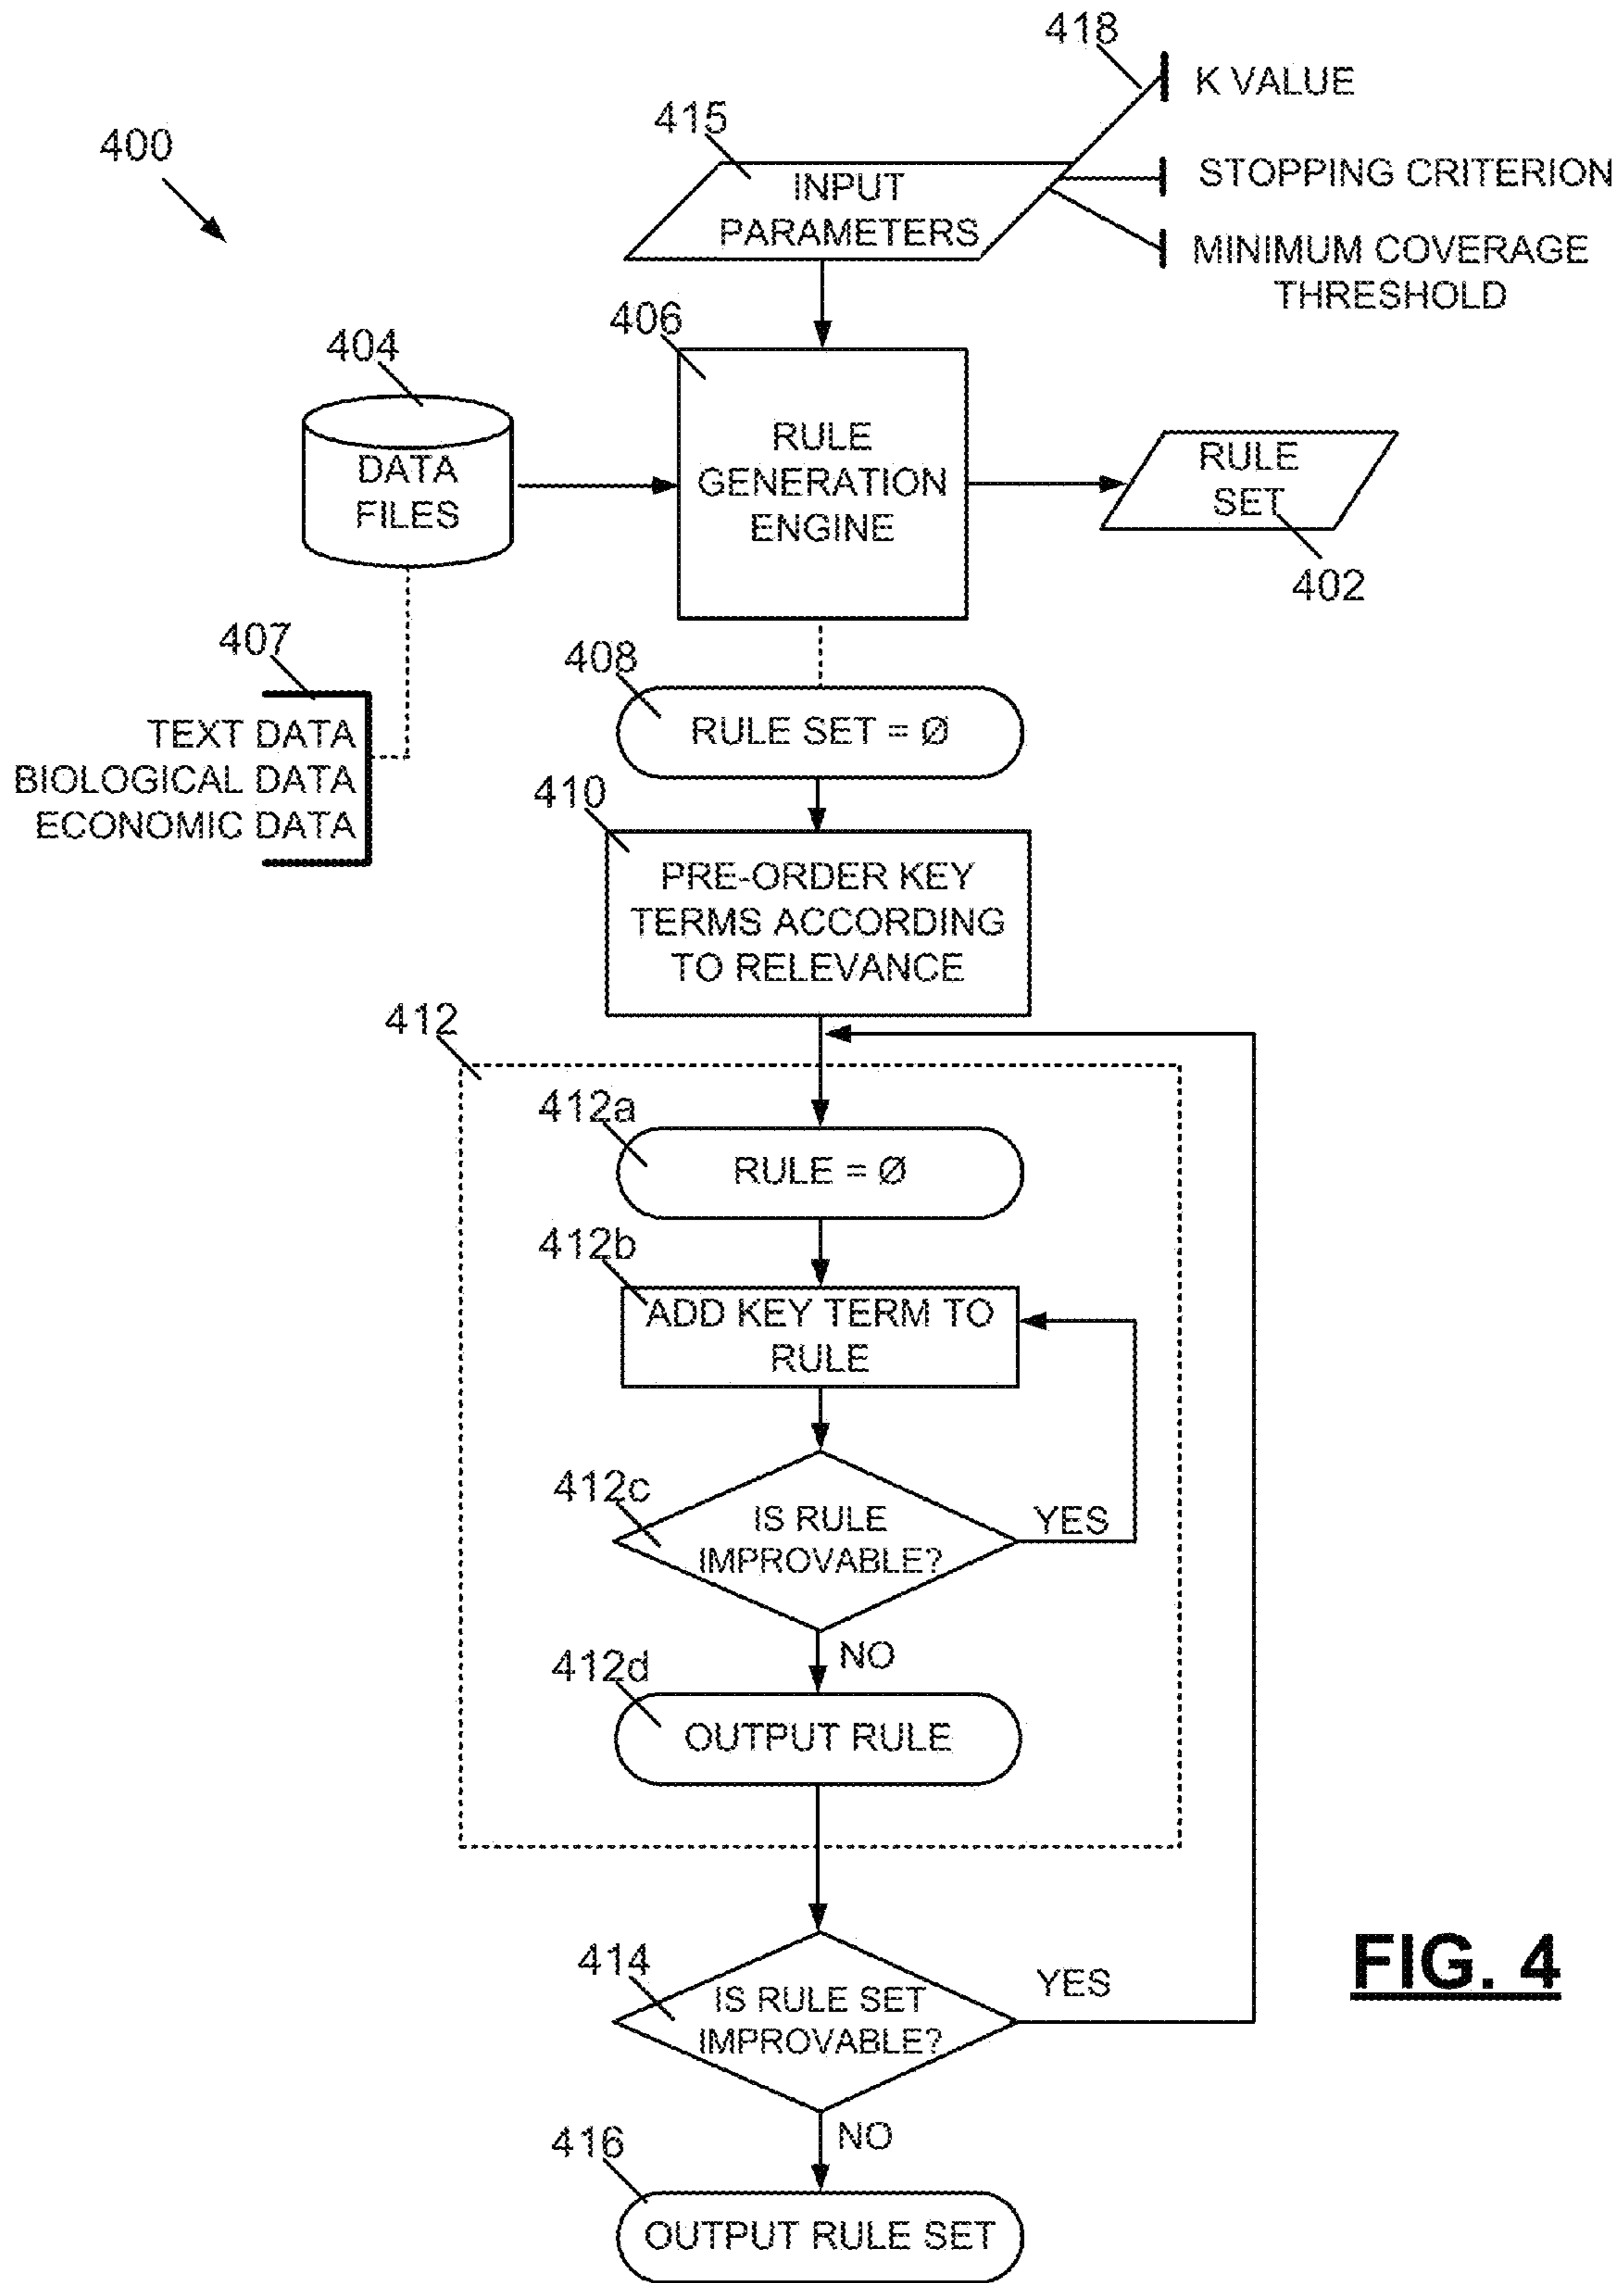 418
K VALUE
415
400
STOPPING CRITERION
INPUT
PARAMETERS
MINIMUM COVERAGE
THRESHOLD
406
404
RULE
GENERATION
ENGINE
DATA
FILES
RULE
SET
402
407
408
TEXT DATA
BIOLOGICAL DATA
ECONOMIC DATA
RULE SET = Ø
410
PRE-ORDER KEY
TERMS ACCORDING
TO RELEVANCE
412
412a
RULE = Ø
412b
ADD KEY TERM TO
RULE
412c
IS RULE
IMPROVABLE?
YES
NO
412d
OUTPUT RULE
414
IS RULE SET
IMPROVABLE?
YES
FIG. 4
NO
416
OUTPUT RULE SET